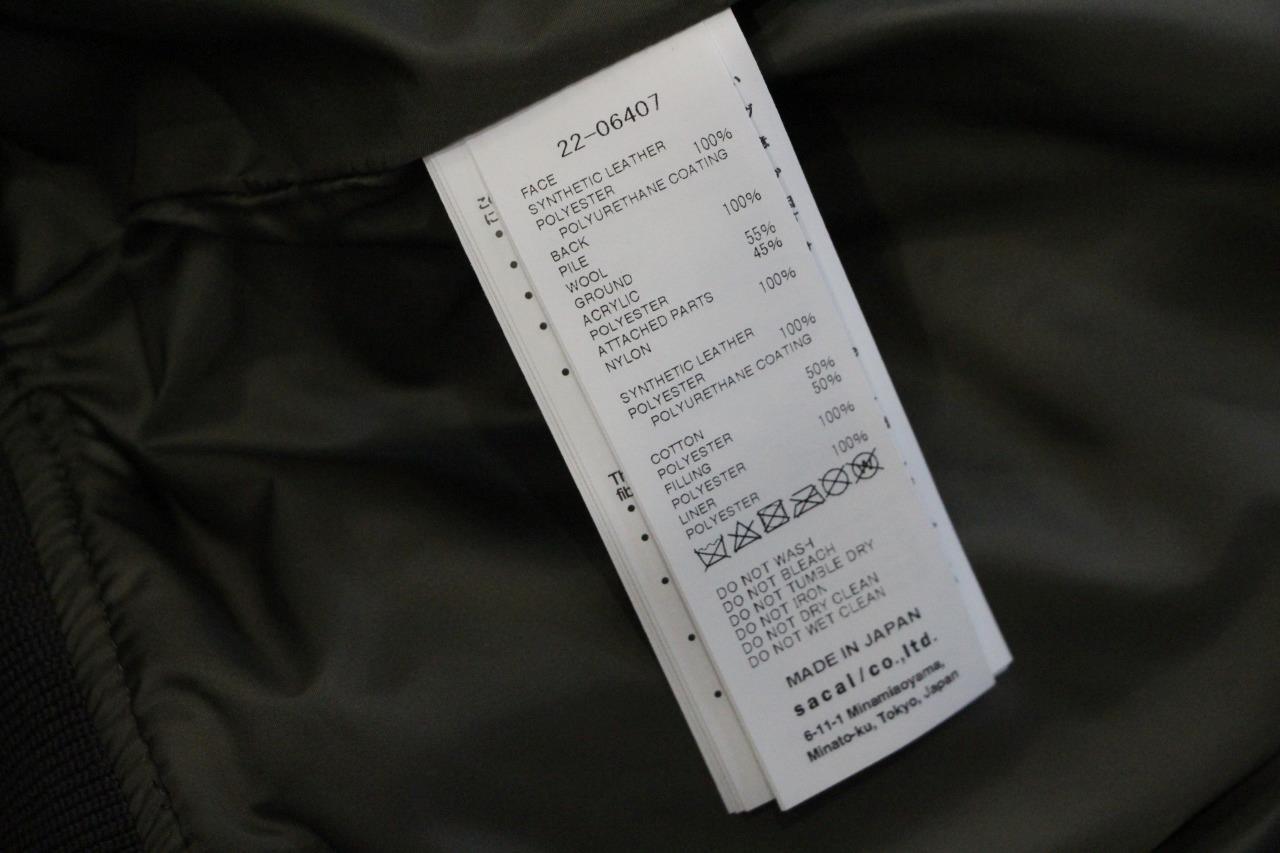 22-06407
FACE
SYNTHETIC LEATHER 100%
POLYESTER
POLYURETHANE COATING
BACK
PILE
WOOL 100%
GROUND
ACRYLIC 55%
POLYESTER 45%
ATTACHED PARTS
NYLON 100%
SYNTHETIC LEATHER 100%
POLYESTER
POLYURETHANE COATING
COTTON 50%
POLYESTER 50%
FILLING
POLYESTER 100%
LINER
POLYESTER 100%
W
DO NOT WASH
DO NOT BLEACH
DO NOT TUMBLE DRY
DO NOT IRON
DO NOT DRY CLEAN
DO NOT WET CLEAN
MADE IN JAPAN
sacai/co.,ltd.
6-11-1 Minamiaoyama,
Minato-ku, Tokyo, Japan